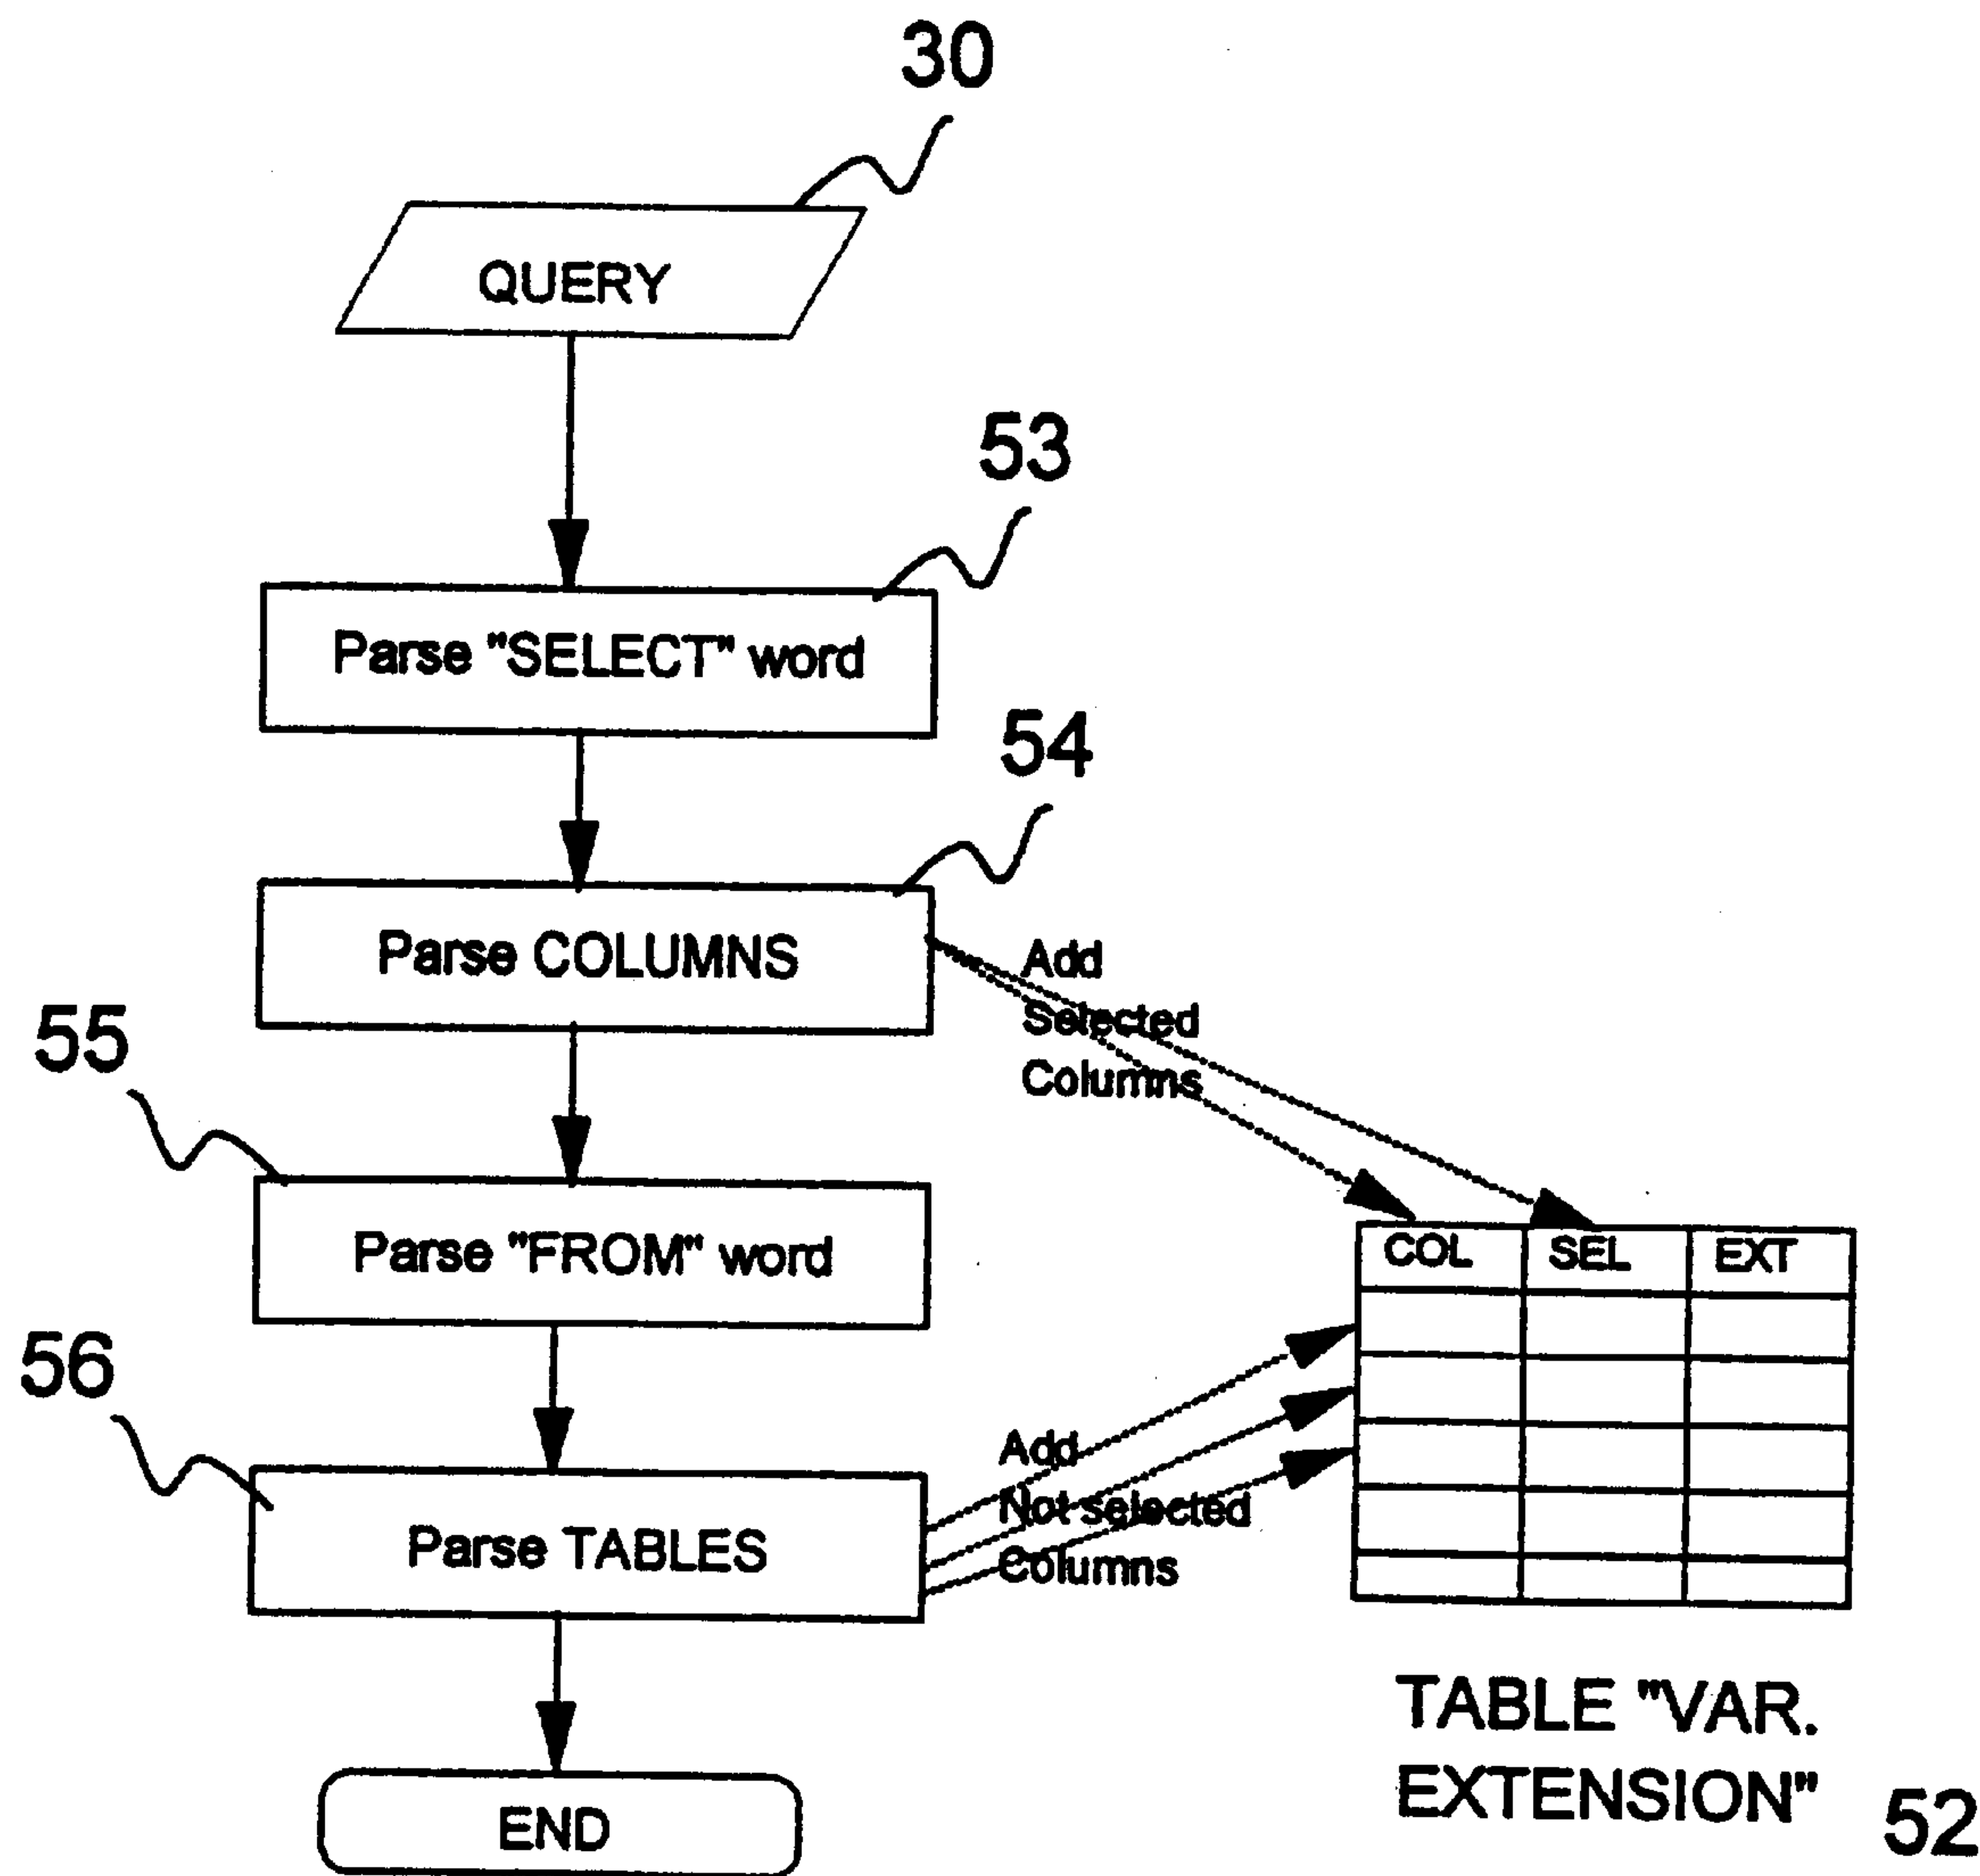 30
QUERY
53
Parse "SELECT" word
54
Parse COLUMNS
Add
Selected
Columns
55
Parse "FROM" word
COL SEL EXT
56
Parse TABLES
Add
Not selected
Columns
TABLE "VAR.
EXTENSION"
52
END